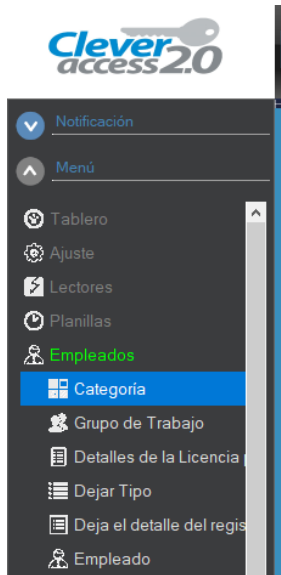 Clever
access2.0
Notificación
Menú
Tablero
Ajuste
Lectores
Planillas
Empleados
Categoría
Grupo de Trabajo
Detalles de la Licencia
Dejar Tipo
Deja el detalle del regis
Empleado